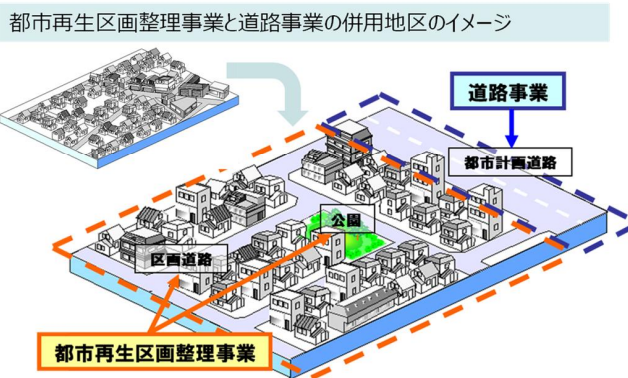 都市再生区画整理事業と道路事業の併用地区のイメージ
道路事業
都市計画道路
公園
区画道路
都市再生区画整理事業